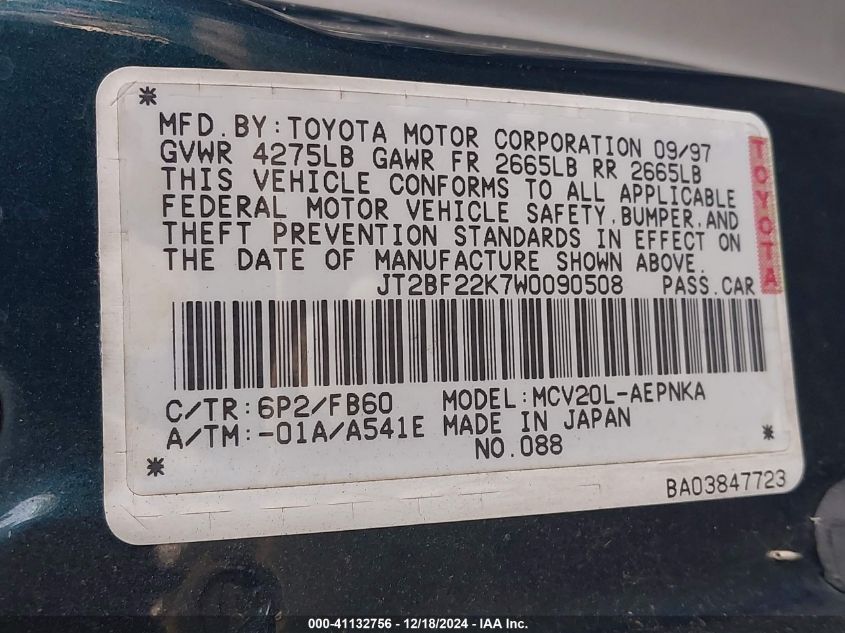 MFD. BY: TOYOTA MOTOR CORPORATION 09/97
GVWR 4275LB GAWR FR 2665LB RR 2665LB
THIS VEHICLE CONFORMS TO ALL APPLICABLE
FEDERAL MOTOR VEHICLE SAFETY, BUMPER, AND
THEFT PREVENTION STANDARDS IN EFFECT ON
THE DATE OF MANUFACTURE SHOWN ABOVE.
JT2BF22K7W0090508 PASS. CAR
TOYOTA
C/TR: 6P2/FB60 MODEL: MCV20L-AEPNKA
A/TM: -01A/A541E MADE IN JAPAN
NO. 088
BA03847723
000-41132756 - 12/18/2024 - IAA Inc.